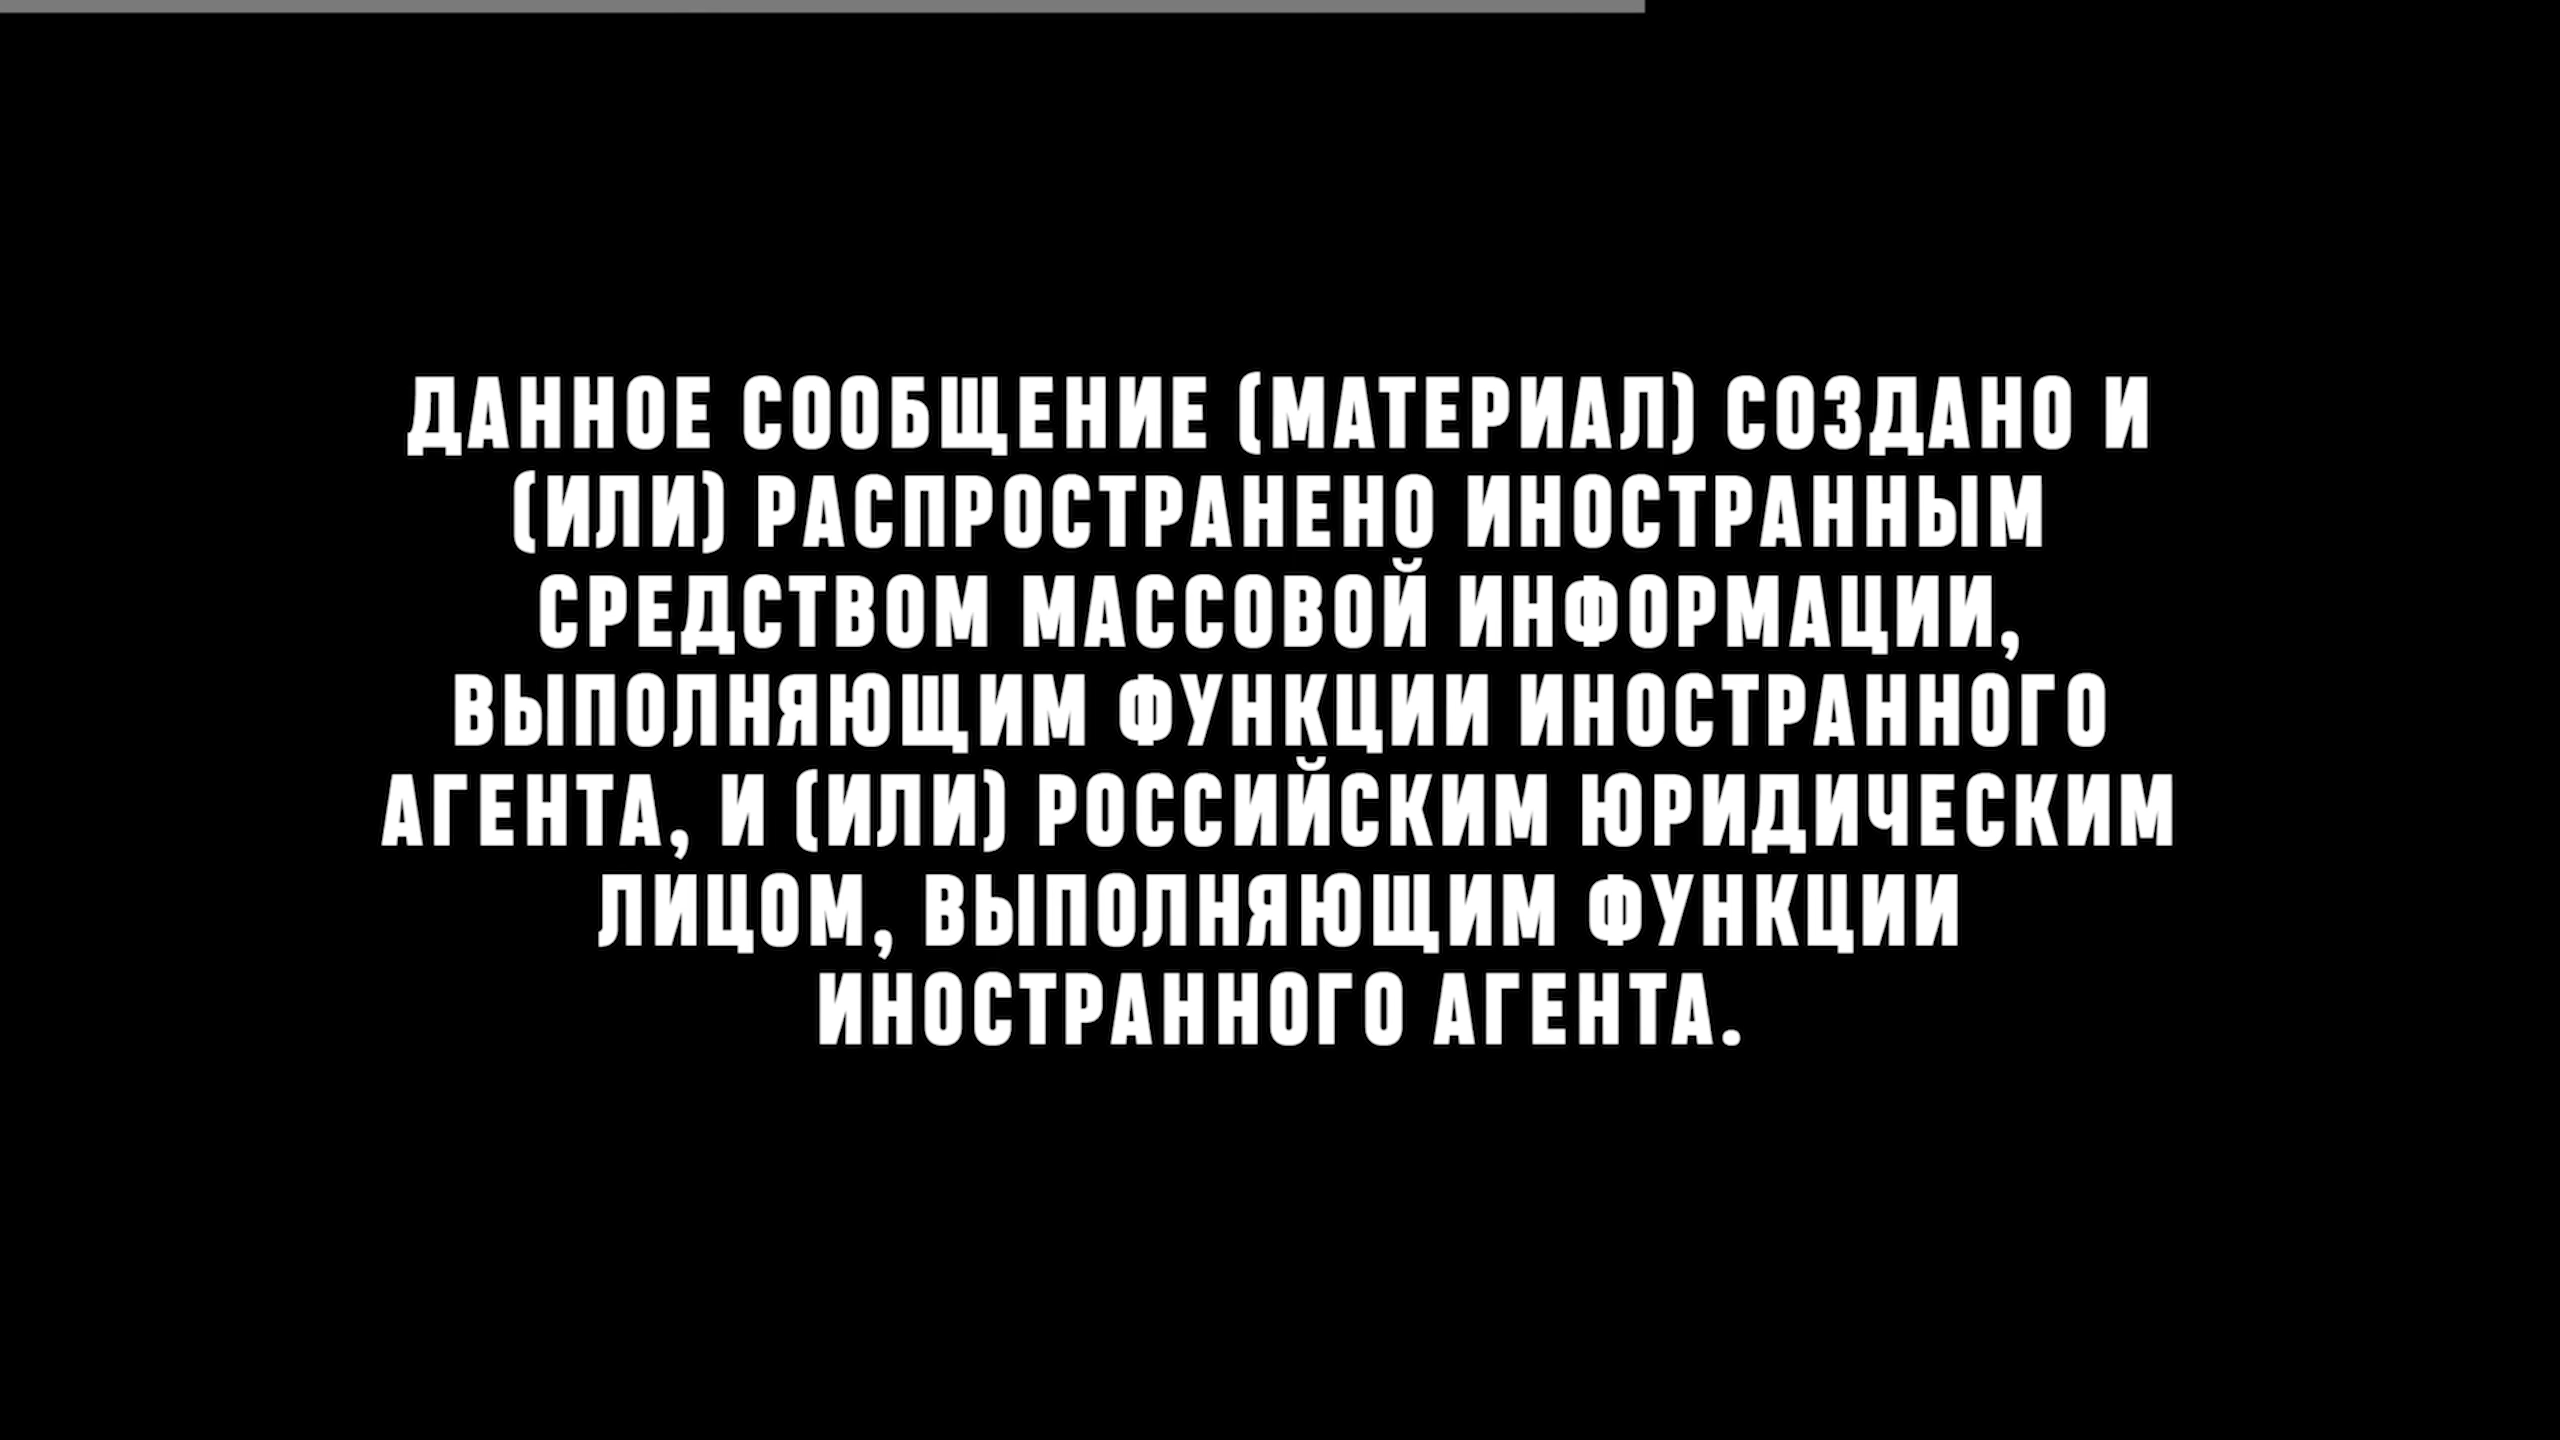 ДАННОЕ СООБЩЕНИЕ (МАТЕРИАЛ) СОЗДАНО И
(ИЛИ) РАСПРОСТРАНЕНО ИНОСТРАННЫМ
СРЕДСТВОМ МАССОВОЙ ИНФОРМАЦИИ,
ВЫПОЛНЯЮЩИМ ФУНКЦИИ ИНОСТРАННОГО
АГЕНТА, И (ИЛИ) РОССИЙСКИМ ЮРИДИЧЕСКИМ
ЛИЦОМ, ВЫПОЛНЯЮЩИМ ФУНКЦИИ
ИНОСТРАННОГО АГЕНТА.